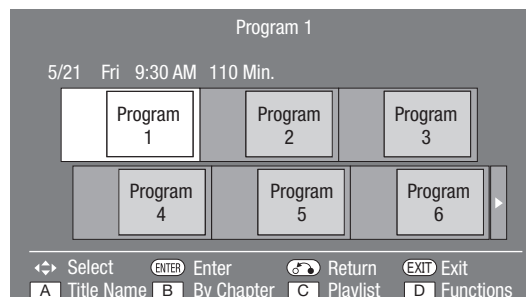 Program 1
5/21 Fri 9:30 AM 110 Min.
Program 1
Program 2
Program 3
Program 4
Program 5
Program 6
Select ENTER Enter Return EXIT Exit
A Title Name B By Chapter C Playlist D Functions